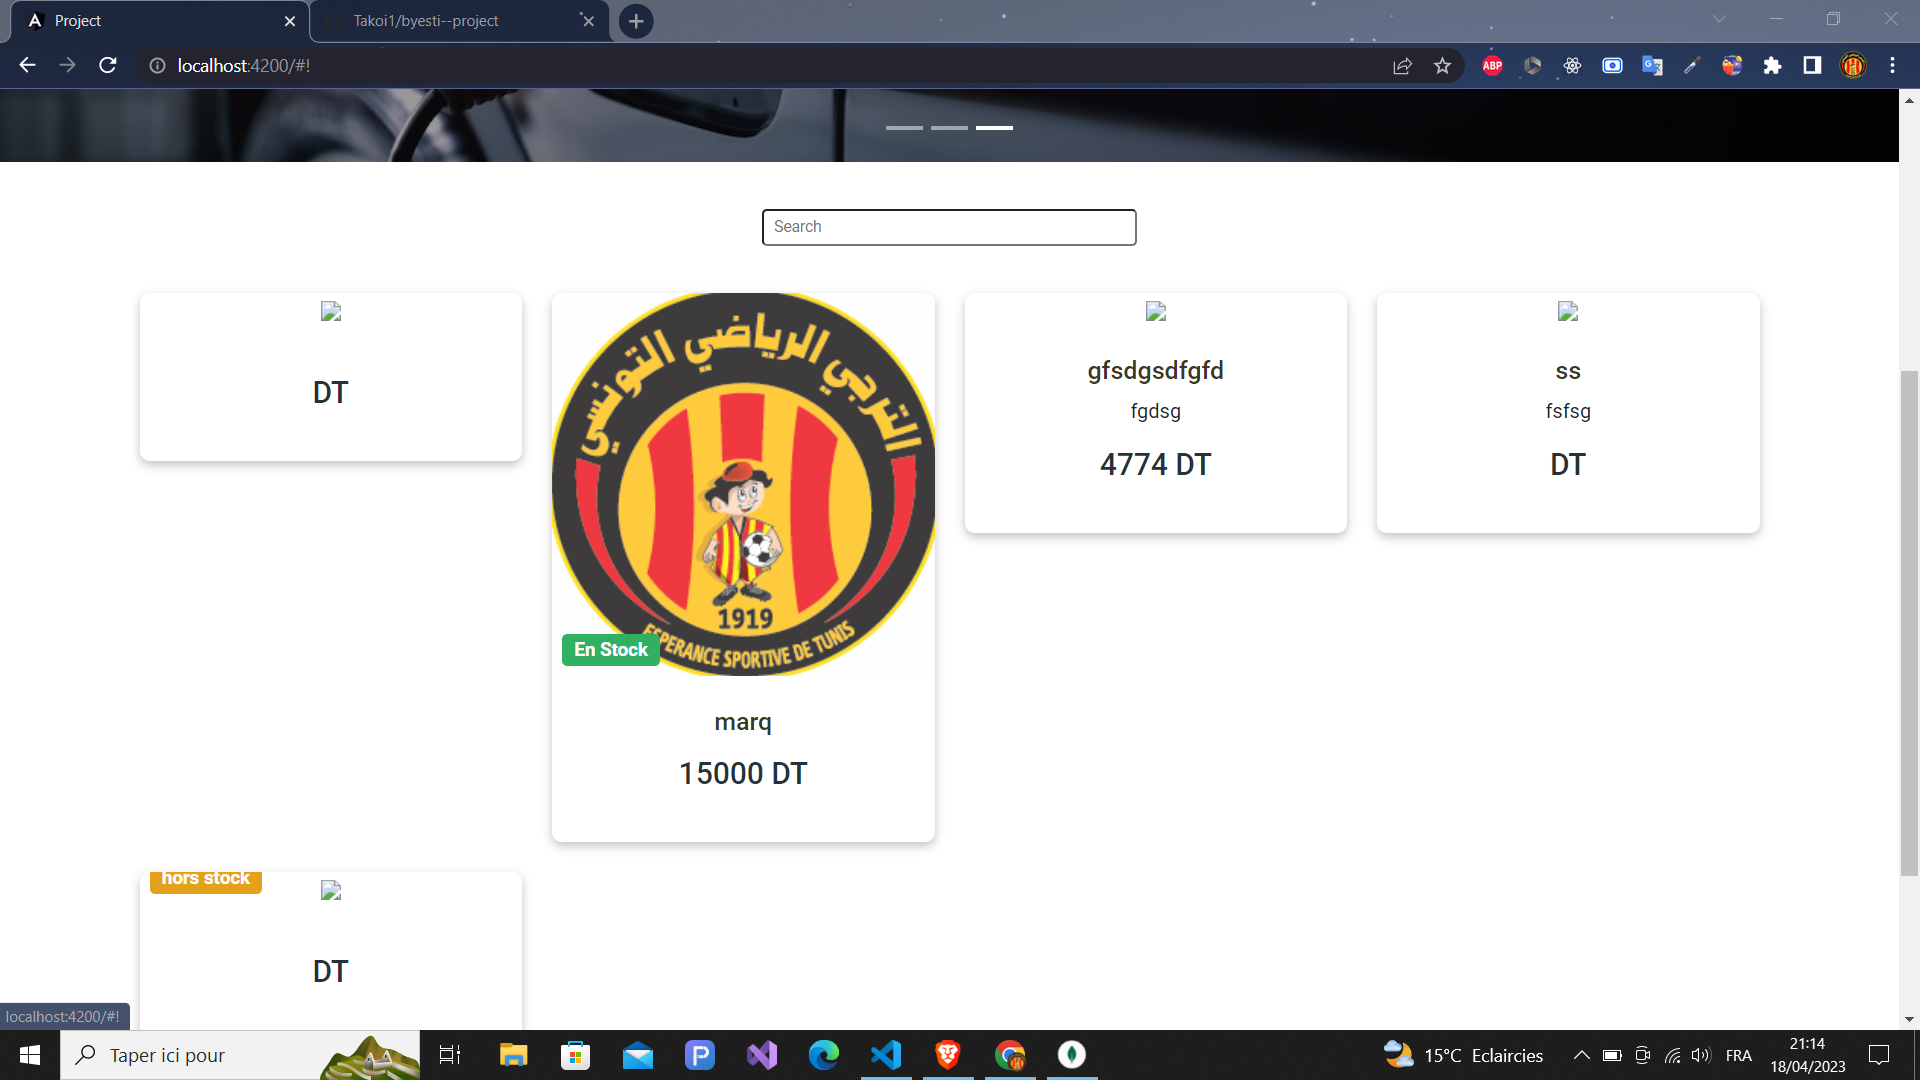 Project
Takoi1/byesti--project
localhost:4200/#!
ABP
Search
DT
الترجي الرياضي التونسي
1919
ESPERANCE SPORTIVE DE TUNIS
En Stock
marq
15000 DT
gfsdgsdfgfd
fgdsg
4774 DT
ss
fsfsg
DT
hors stock
DT
localhost:4200/#!
Taper ici pour
15°C Eclaircies
FRA
21:14
18/04/2023